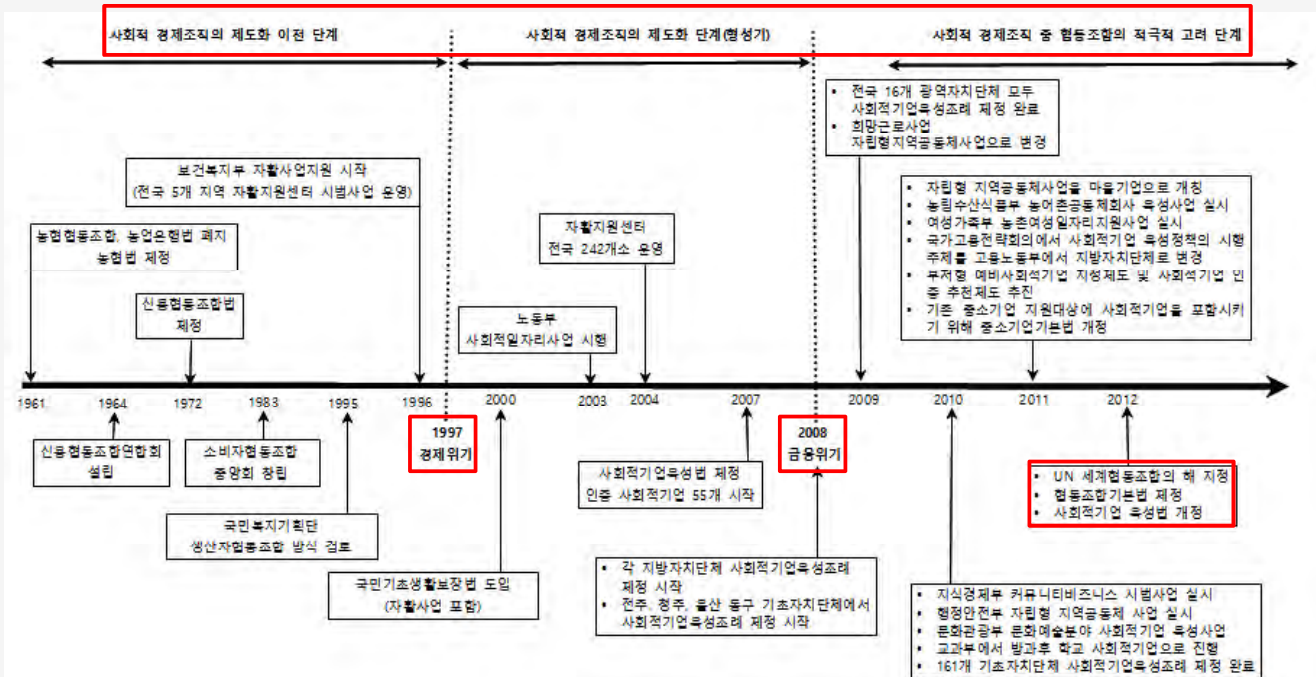 사회적 경제조직의 제도화 이전 단계
사회적 경제조직의 제도화 단계(형성기)
사회적 경제조직 중 협동조합의 적극적 고려 단계
• 전국 16개 광역자치단체 모두
사회적기업육성조례 제정 완료
• 희망근로사업
자립형지역공동체사업으로 변경
보건복지부 자활사업지원 시작
(전국 5개 지역 자활지원센터 시범사업 운영)
• 자립형 지역공동체사업을 마을기업으로 개칭
• 농림수산식품부 농어촌공동체회사 육성사업 실시
• 여성가족부 농촌여성일자리지원사업 실시
• 국가고용전략회의에서 사회적기업 육성정책의 시행
주체를 고용노동부에서 지방자치단체로 변경
• 부처형 예비사회적기업 지정제도 및 사회적기업 인
증 추천제도 추진
• 기존 중소기업 지원대상에 사회적기업을 포함시키
기 위해 중소기업기본법 개정
농협협동조합, 농업은행법 폐지
농협법 제정
자활지원센터
전국 242개소 운영
신용협동조합법
제정
노동부
사회적일자리사업 시행
1961 1964 1972 1983 1995 1996 2000 2003 2004 2007 2009 2010 2011 2012
1997
경제위기
2008
금융위기
신용협동조합연합회
설립
소비자협동조합
중앙회 창립
사회적기업육성법 제정
인증 사회적기업 55개 시작
• UN 세계협동조합의 해 지정
• 협동조합기본법 제정
• 사회적기업 육성법 개정
국민복지기획단
생산자협동조합 방식 검토
국민기초생활보장법 도입
(자활사업 포함)
• 각 지방자치단체 사회적기업육성조례
제정 시작
• 전주, 청주, 울산 동구 기초자치단체에서
사회적기업육성조례 제정 시작
• 지식경제부 커뮤니티비즈니스 시범사업 실시
• 행정안전부 자립형 지역공동체 사업 실시
• 문화관광부 문화예술분야 사회적기업 육성사업
• 교과부에서 방과후 학교 사회적기업으로 진행
• 161개 기초자치단체 사회적기업육성조례 제정 완료